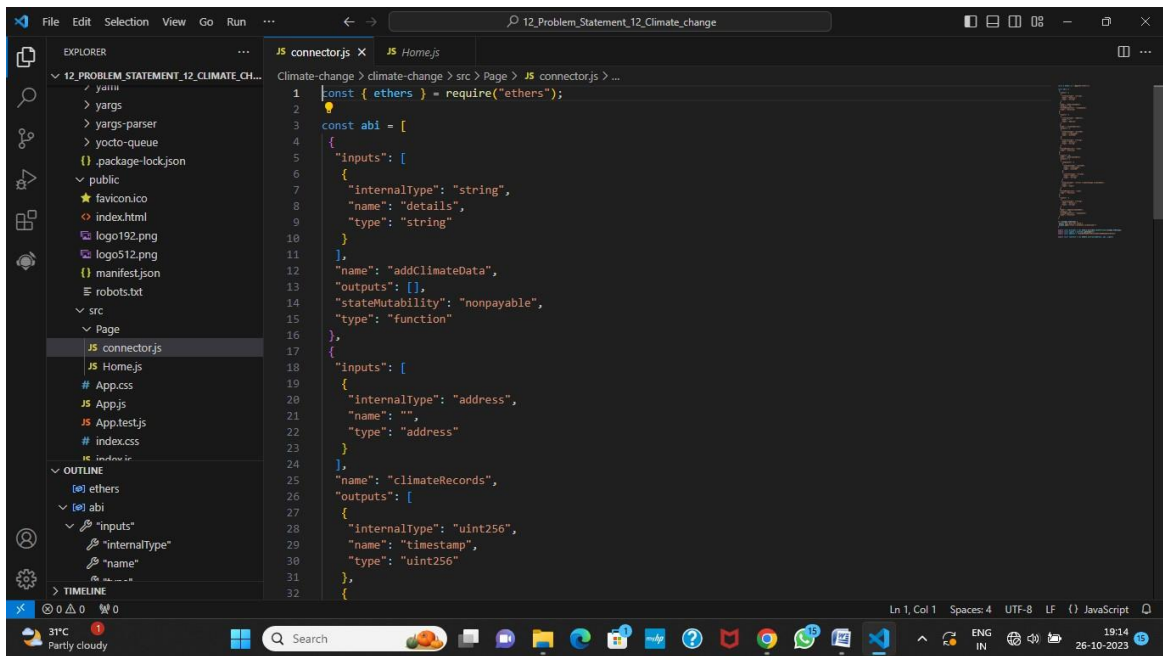 File Edit Selection View Go Run ...
12_Problem_Statement_12_Climate_change
EXPLORER
12_PROBLEM_STATEMENT_12_CLIMATE_CH...
yargs
yargs-parser
yocto-queue
{} .package-lock.json
public
favicon.ico
<> index.html
logo192.png
logo512.png
{} manifest.json
robots.txt
src
Page
JS connector.js
JS Home.js
# App.css
JS App.js
JS App.test.js
# index.css
OUTLINE
ethers
abi
"inputs"
"internalType"
"name"
TIMELINE
JS connector.js × JS Home.js
Climate-change > climate-change > src > Page > JS connector.js > ...
1 const { ethers } = require("ethers");
2
3 const abi = [
4 {
5 "inputs": [
6 {
7 "internalType": "string",
8 "name": "details",
9 "type": "string"
10 }
11 ],
12 "name": "addClimateData",
13 "outputs": [],
14 "stateMutability": "nonpayable",
15 "type": "function"
16 },
17 {
18 "inputs": [
19 {
20 "internalType": "address",
21 "name": "",
22 "type": "address"
23 }
24 ],
25 "name": "climateRecords",
26 "outputs": [
27 {
28 "internalType": "uint256",
29 "name": "timestamp",
30 "type": "uint256"
31 },
32 {
0 0 0 Ln 1, Col 1 Spaces: 4 UTF-8 LF {} JavaScript
31°C 1
Partly cloudy
Search
mdp
15
ENG
IN
19:14
26-10-2023
15